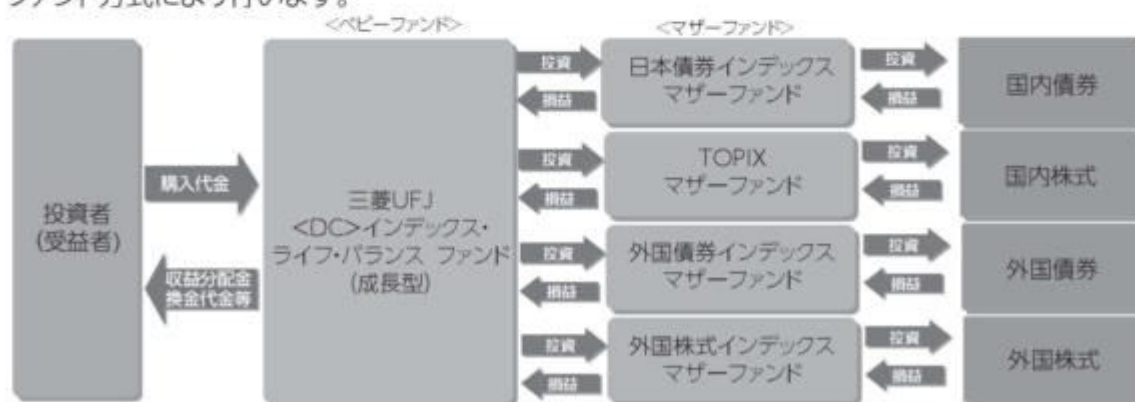 ファンド方式により行います。
<ベビーファンド>
<マザーファンド>
投資者
(受益者)
購入代金
収益分配金
換金代金等
三菱UFJ
<DC>インデックス・
ライフ・バランス ファンド
(成長型)
投資
損益
日本債券インデックス
マザーファンド
投資
損益
国内債券
投資
損益
TOPIX
マザーファンド
投資
損益
国内株式
投資
損益
外国債券インデックス
マザーファンド
投資
損益
外国債券
投資
損益
外国株式インデックス
マザーファンド
投資
損益
外国株式